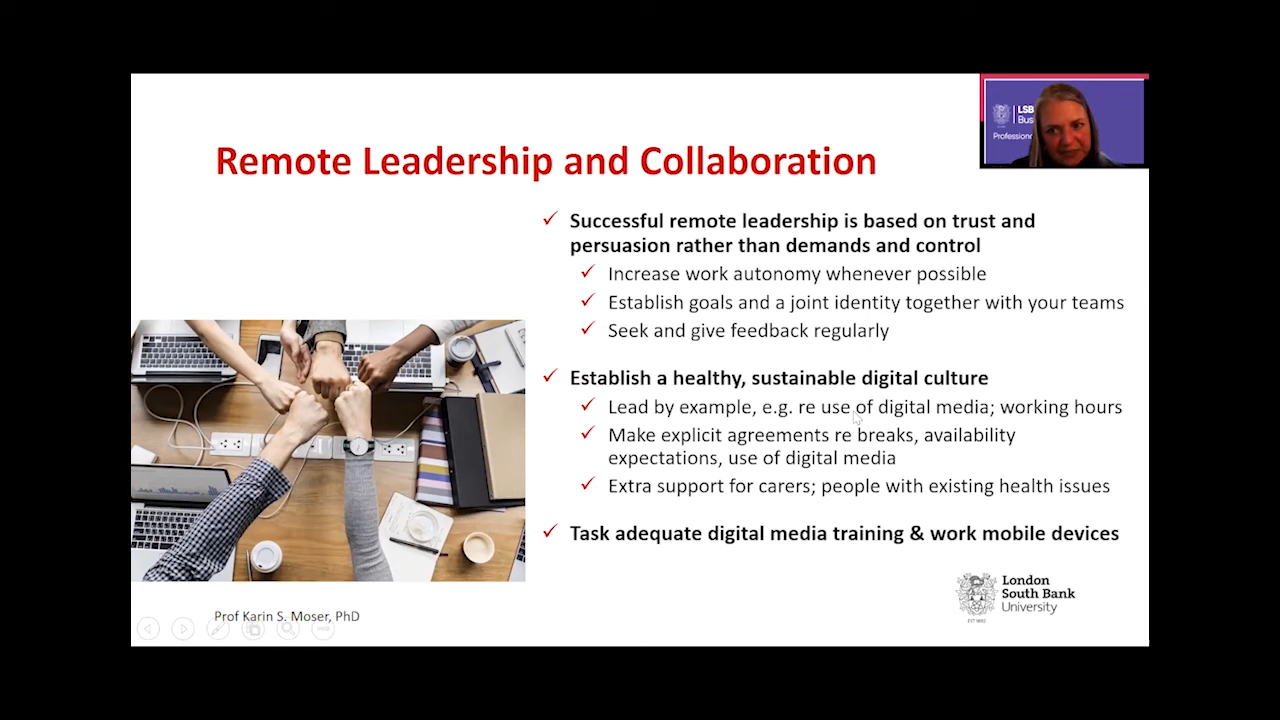 LSB
Bus
Professiona
Remote Leadership and Collaboration
Successful remote leadership is based on trust and
persuasion rather than demands and control
Increase work autonomy whenever possible
Establish goals and a joint identity together with your teams
Seek and give feedback regularly
Establish a healthy, sustainable digital culture
Lead by example, e.g. re use of digital media; working hours
Make explicit agreements re breaks, availability
expectations, use of digital media
Extra support for carers; people with existing health issues
Task adequate digital media training & work mobile devices
London
South Bank
University
EST 1892
Prof Karin S. Moser, PhD